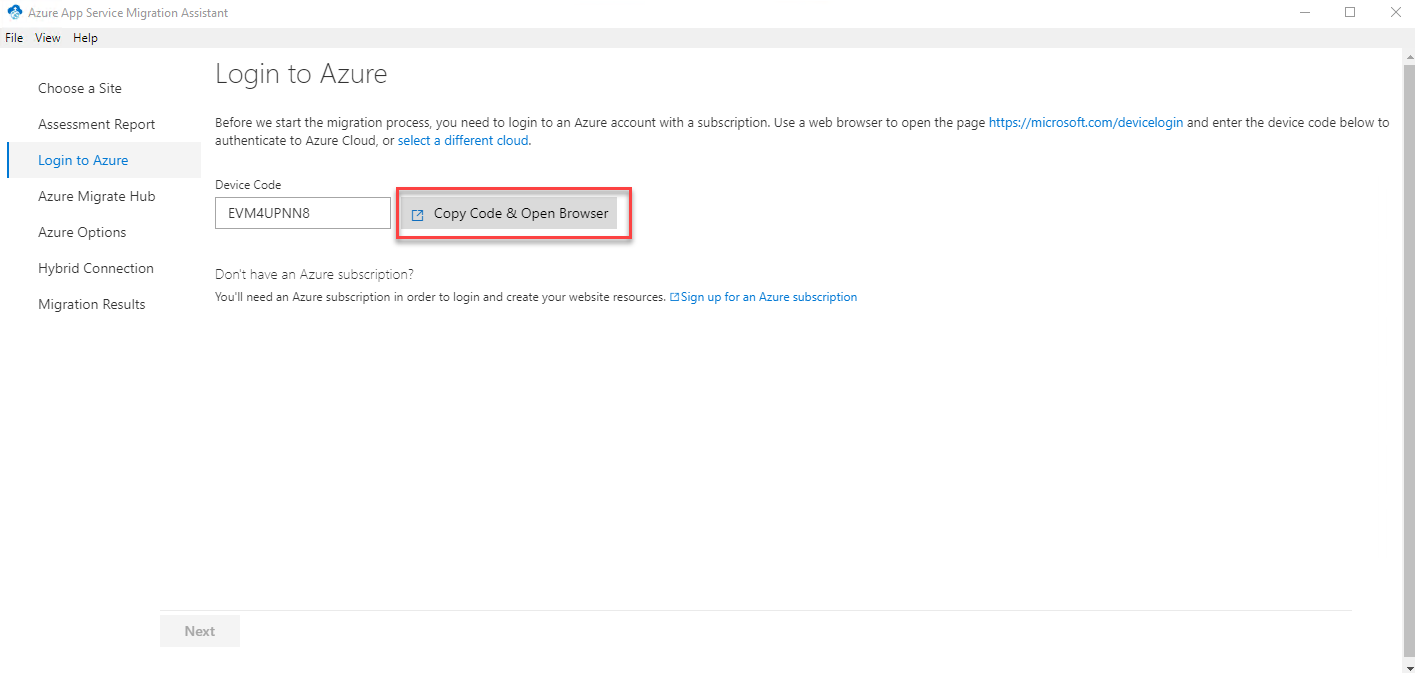 Azure App Service Migration Assistant
File View Help
Choose a Site
Assessment Report
Login to Azure
Azure Migrate Hub
Azure Options
Hybrid Connection
Migration Results
Login to Azure
Before we start the migration process, you need to login to an Azure account with a subscription. Use a web browser to open the page https://microsoft.com/devicelogin and enter the device code below to
authenticate to Azure Cloud, or select a different cloud.
Device Code
EVM4UPNN8
Copy Code & Open Browser
Don't have an Azure subscription?
You'll need an Azure subscription in order to login and create your website resources. Sign up for an Azure subscription
Next